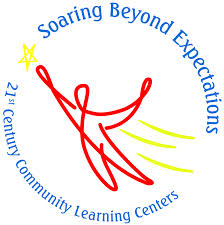 Soaring Beyond Expectations
21st Century Community Learning Centers